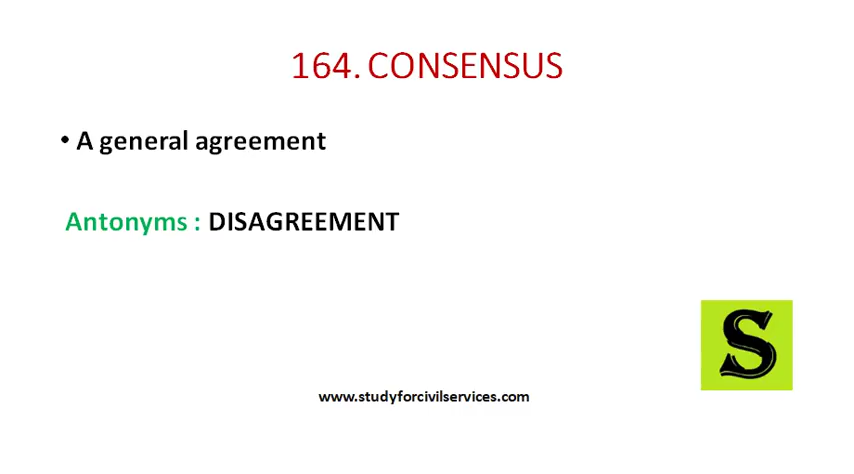 164. CONSENSUS
• A general agreement
Antonyms : DISAGREEMENT
S
www.studyforcivilservices.com